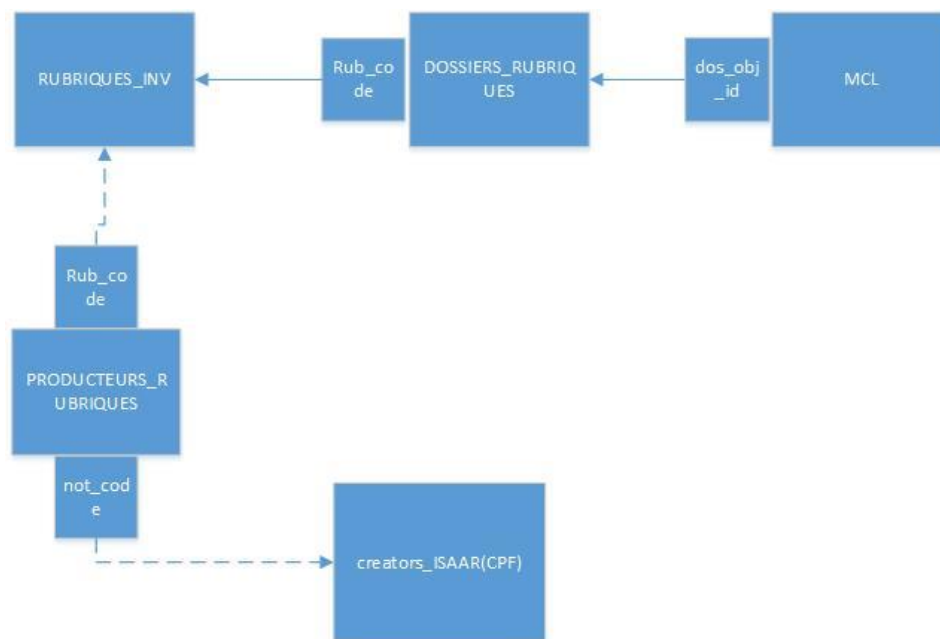 RUBRIQUES_INV
Rub_co
de
DOSSIERS_RUBRIQ
UES
dos_obj
_id
MCL
Rub_co
de
PRODUCTEURS_R
UBRIQUES
not_cod
e
creators_ISAAR(CPF)